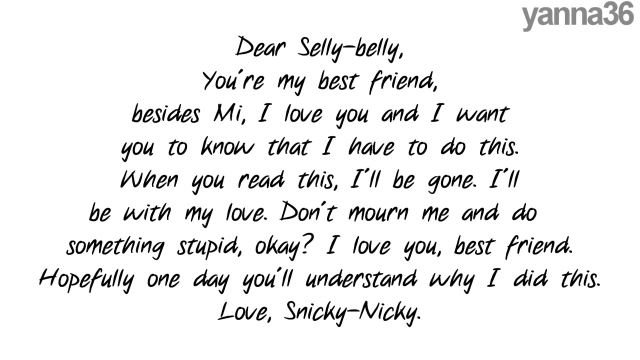 yanna36
Dear Selly-belly,
You're my best friend,
besides Mi, I love you and I want
you to know that I have to do this.
When you read this, I'll be gone. I'll
be with my love. Don't mourn me and do
something stupid, okay? I love you, best friend.
Hopefully one day you'll understand why I did this.
Love, Snicky-Nicky.